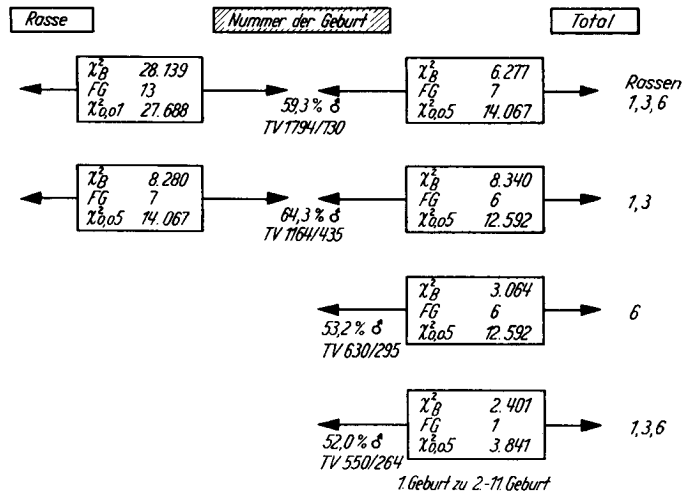 Rasse Nummer der Geburt Total
χ²B 28.139
FG 13
χ²0,01 27.688
59,3% ♂
TV 1794/730
χ²B 6.277
FG 7
χ²0,05 14.067
Rassen
1,3,6
χ²B 8.280
FG 7
χ²0,05 14.067
64,3% ♂
TV 1164/435
χ²B 8.340
FG 6
χ²0,05 12.592
1,3
53,2% ♂
TV 630/295
χ²B 3.064
FG 6
χ²0,05 12.592
6
52,0% ♂
TV 550/264
χ²B 2.401
FG 1
χ²0,05 3.841
1,3,6
1.Geburt zu 2.-11.Geburt